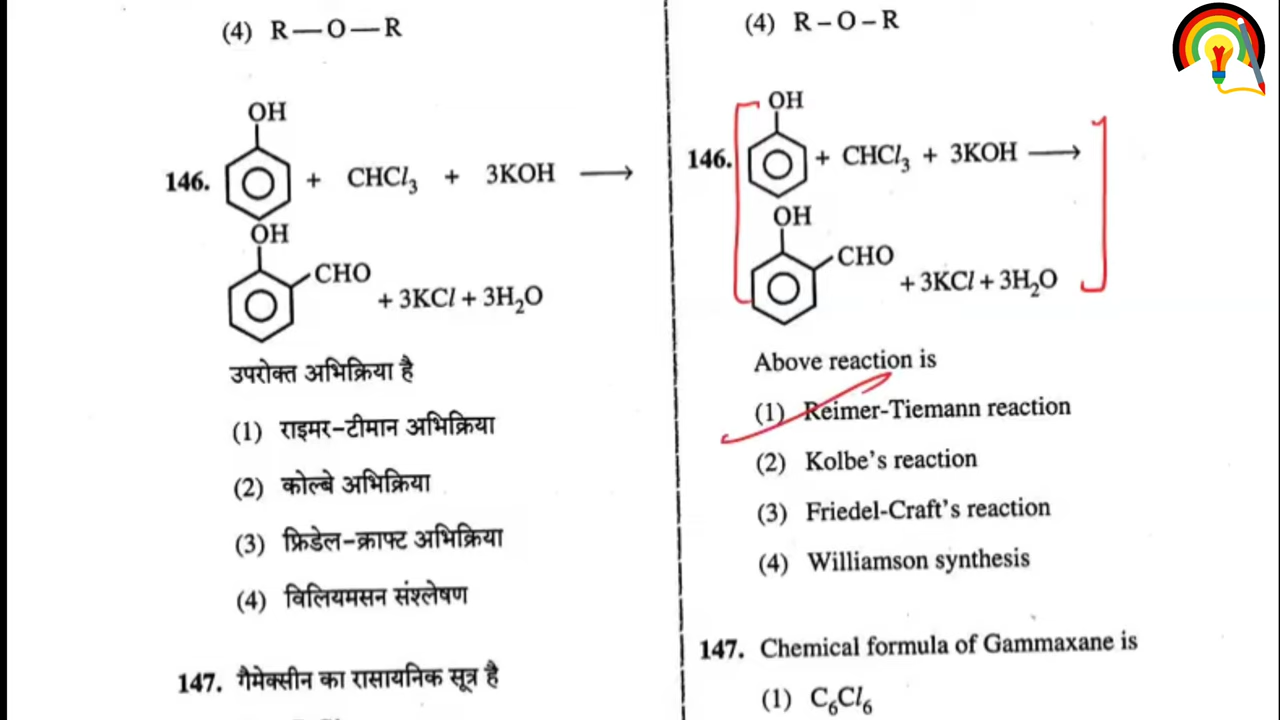 (4) R—O—R
OH
146. + CHCl₃ + 3KOH ⟶
OH
CHO
+ 3KCl + 3H₂O
उपरोक्त अभिक्रिया है
(1) राइमर-टीमान अभिक्रिया
(2) कोल्बे अभिक्रिया
(3) फ्रिडेल-क्राफ्ट अभिक्रिया
(4) विलियमसन संश्लेषण
147. गैमेक्सीन का रासायनिक सूत्र है
(4) R–O–R
OH
146. + CHCl₃ + 3KOH ⟶
OH
CHO
+ 3KCl + 3H₂O
Above reaction is
(1) Reimer-Tiemann reaction
(2) Kolbe's reaction
(3) Friedel-Craft's reaction
(4) Williamson synthesis
147. Chemical formula of Gammaxane is
(1) C₆Cl₆